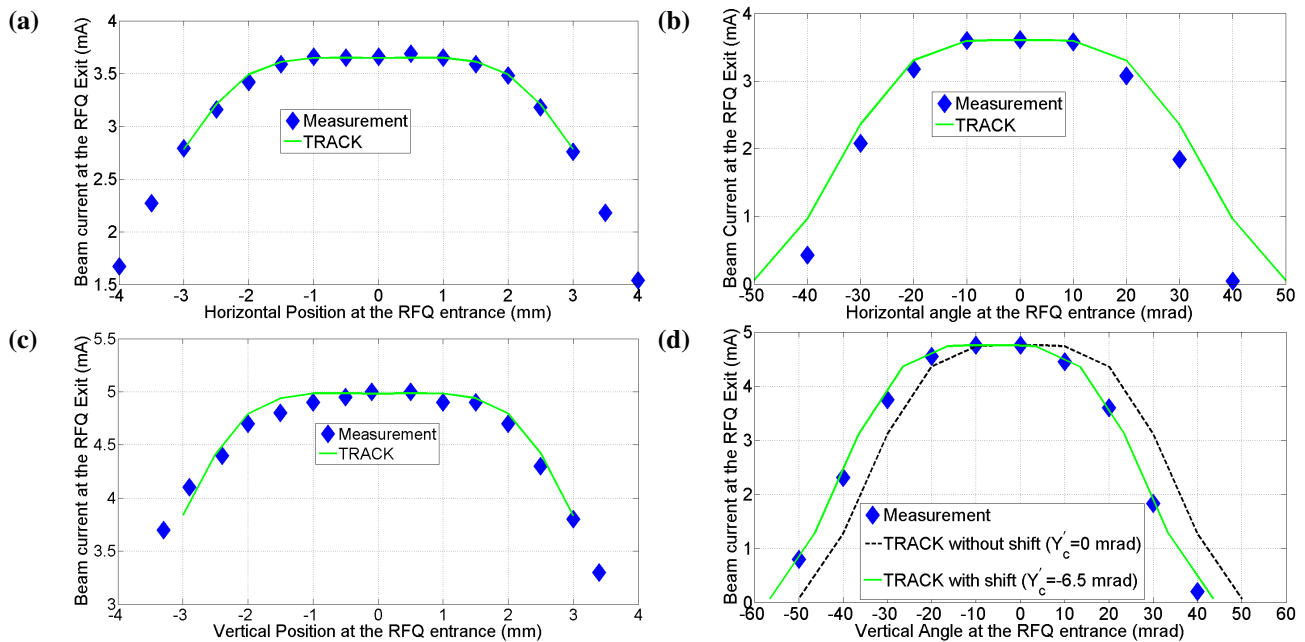 (a)
Beam current at the RFQ Exit (mA)
4
3.5
3
2.5
2
1.5
-4 -3 -2 -1 0 1 2 3 4
Horizontal Position at the RFQ entrance (mm)
Measurement
TRACK
(b)
Beam Current at the RFQ Exit (mA)
4
3
2
1
0
-50 -40 -30 -20 -10 0 10 20 30 40 50
Horizontal angle at the RFQ entrance (mrad)
Measurement
TRACK
(c)
Beam current at the RFQ Exit (mA)
5.5
5
4.5
4
3.5
3
-4 -3 -2 -1 0 1 2 3 4
Vertical Position at the RFQ entrance (mm)
Measurement
TRACK
(d)
Beam current at the RFQ Exit (mA)
5
4
3
2
1
0
-60 -50 -40 -30 -20 -10 0 10 20 30 40 50 60
Vertical Angle at the RFQ entrance (mrad)
Measurement
TRACK without shift (Y'c=0 mrad)
TRACK with shift (Y'c=-6.5 mrad)